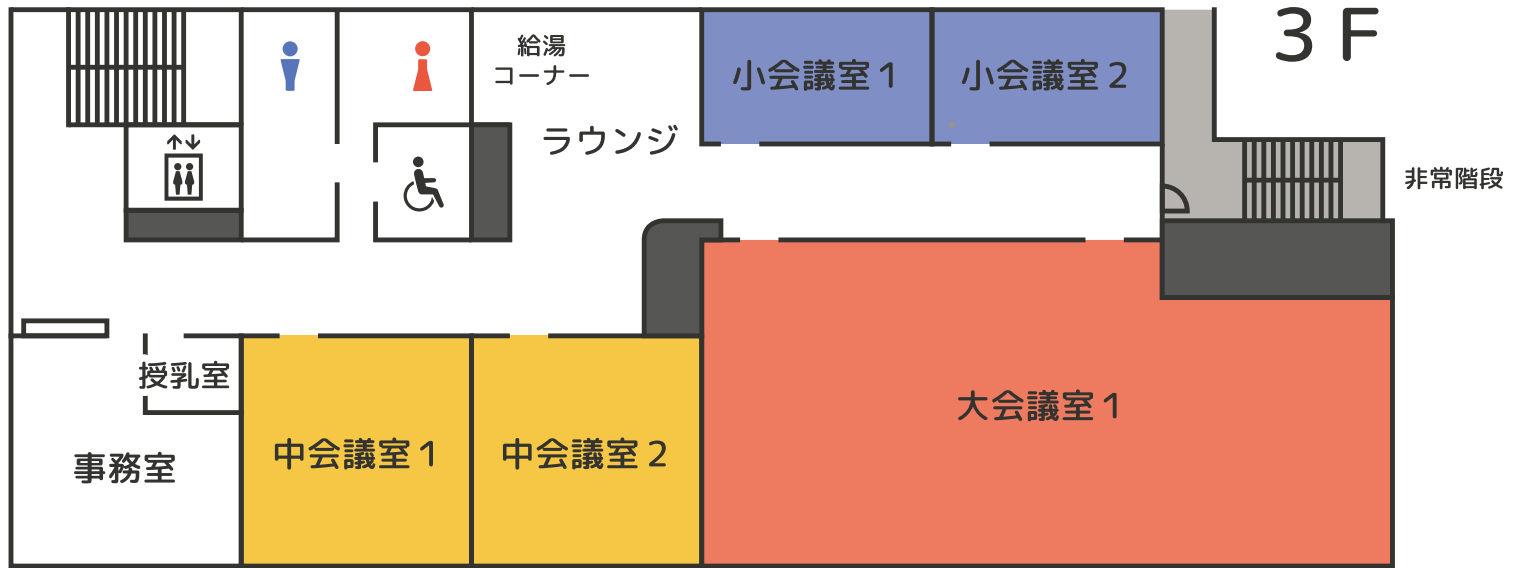 3F
給湯
コーナー
小会議室1
小会議室2
ラウンジ
非常階段
授乳室
大会議室1
事務室
中会議室1
中会議室2